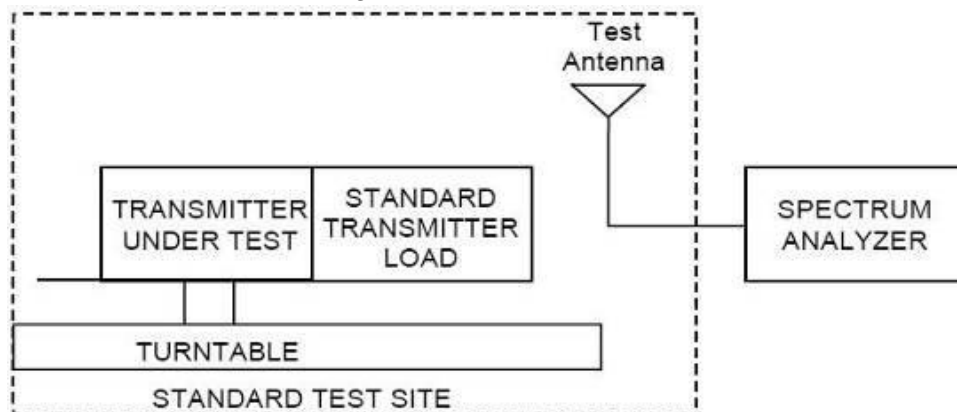 Test
Antenna
TRANSMITTER
UNDER TEST
STANDARD
TRANSMITTER
LOAD
SPECTRUM
ANALYZER
TURNTABLE
STANDARD TEST SITE